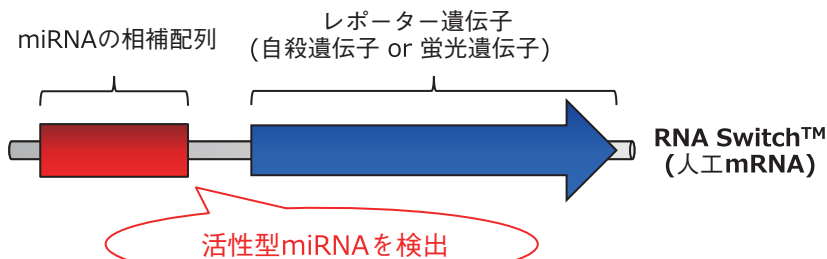 レポーター遺伝子
miRNAの相補配列
(自殺遺伝子 or 蛍光遺伝子)
RNA Switch™
(人工mRNA)
活性型miRNAを検出